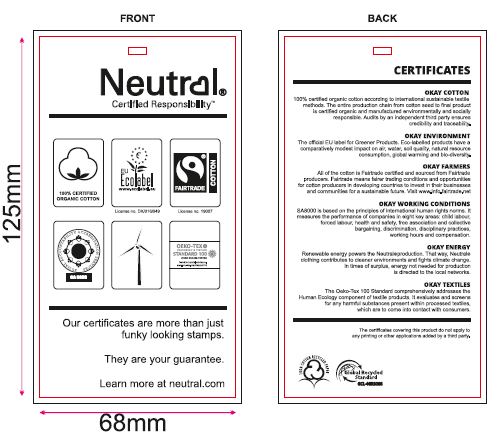 FRONT
BACK
Neutral®
Certified Responsibility™
100% CERTIFIED
ORGANIC COTTON
EU
Ecolabel
www.ecolabel.eu
FAIRTRADE
COTTON
License no. DK/016/049
License no. 19007
SA 8000
OEKO-TEX®
STANDARD 100
Our certificates are more than just
funky looking stamps.
They are your guarantee.
Learn more at neutral.com
125mm
68mm
CERTIFICATES
OKAY COTTON
100% certified organic cotton according to international sustainable textile
methods. The entire production chain from cotton seed to final product
is certified organic and manufactured environmentally and socially
responsible. Audits by an independent third party ensures
credibility and traceability.
OKAY ENVIRONMENT
The official EU label for Greener Products. Eco-labelled products have a
comparatively modest impact on air, water, soil quality, natural resource
consumption, global warming and bio-diversity.
OKAY FARMERS
All of the cotton is Fairtrade certified and sourced from Fairtrade
producers. Fairtrade means fairer trading conditions and opportunities
for cotton producers in developing countries to invest in their businesses
and communities for a sustainable future. Visit www.info.fairtrade.net
OKAY WORKING CONDITIONS
SA8000 is based on the principles of international human rights norms. It
measures the performance of companies in eight key areas: child labour,
forced labour, health and safety, free association and collective
bargaining, discrimination, disciplinary practices,
working hours and compensation.
OKAY ENERGY
Renewable energy powers the Neutralproduction. That way, Neutral
clothing contributes to cleaner environments and fights climate change.
In times of surplus, energy not needed for production
is directed to the local networks.
OKAY TEXTILES
The Oeko-Tex 100 Standard comprehensively addresses the
Human Ecology component of textile products. It evaluates and screens
for any harmful substances present within processed textiles,
which are to come into contact with consumers.
The certificates covering this product do not apply to
any printing or other applications added by a third party.
Global Recycled
Standard